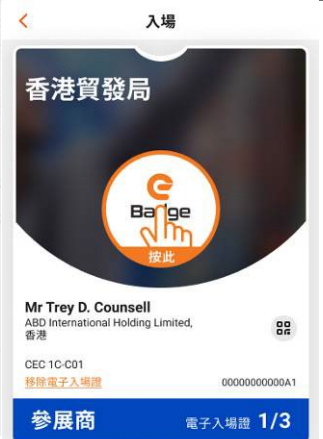 入場
香港貿發局
Badge
按此
Mr Trey D. Counsell
ABD International Holding Limited,
香港
CEC 1C-C01
移除電子入場證
00000000000A1
參展商
電子入場證 1/3